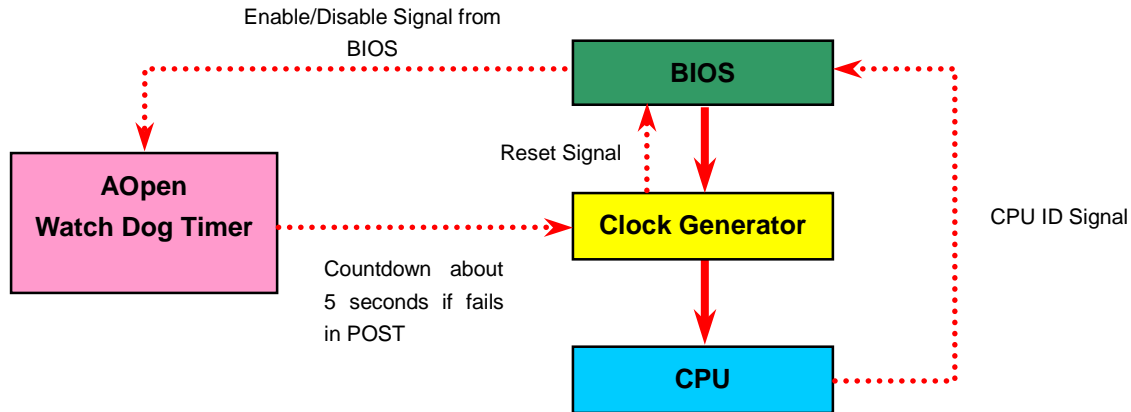 Enable/Disable Signal from
BIOS
BIOS
Reset Signal
AOpen
Watch Dog Timer
Clock Generator
CPU ID Signal
Countdown about
5 seconds if fails
in POST
CPU